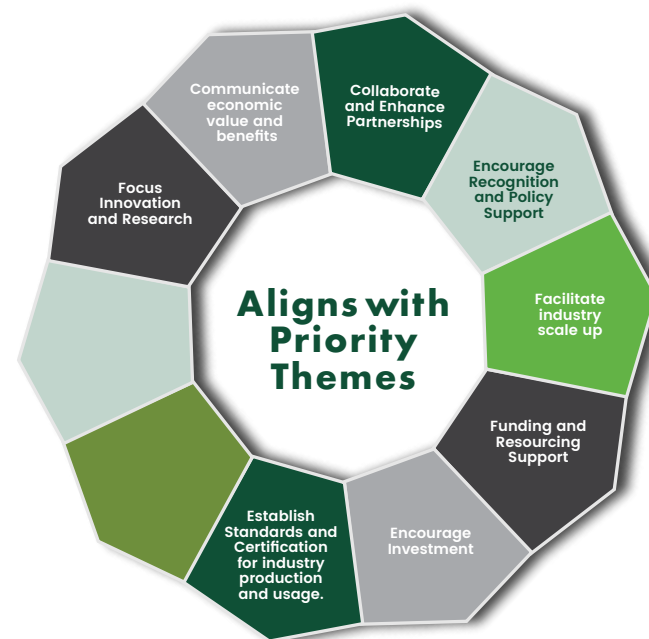 Communicate
economic
value and
benefits
Collaborate
and Enhance
Partnerships
Encourage
Recognition
and Policy
Support
Focus
Innovation
and Research
Facilitate
industry
scale up
Aligns with
Priority
Themes
Funding and
Resourcing
Support
Establish
Standards and
Certification
for industry
production
and usage.
Encourage
Investment